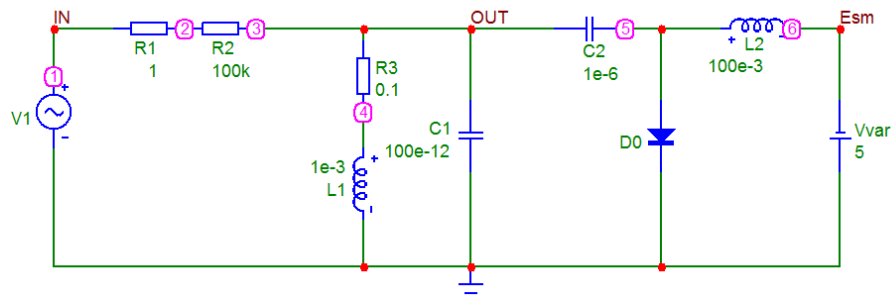 IN
OUT
Esm
2
3
5
6
R1
1
R2
100k
C2
1e-6
L2
100e-3
+
1
+
V1
-
R3
0.1
4
1e-3
L1
+
-
C1
100e-12
D0
Vvar
5